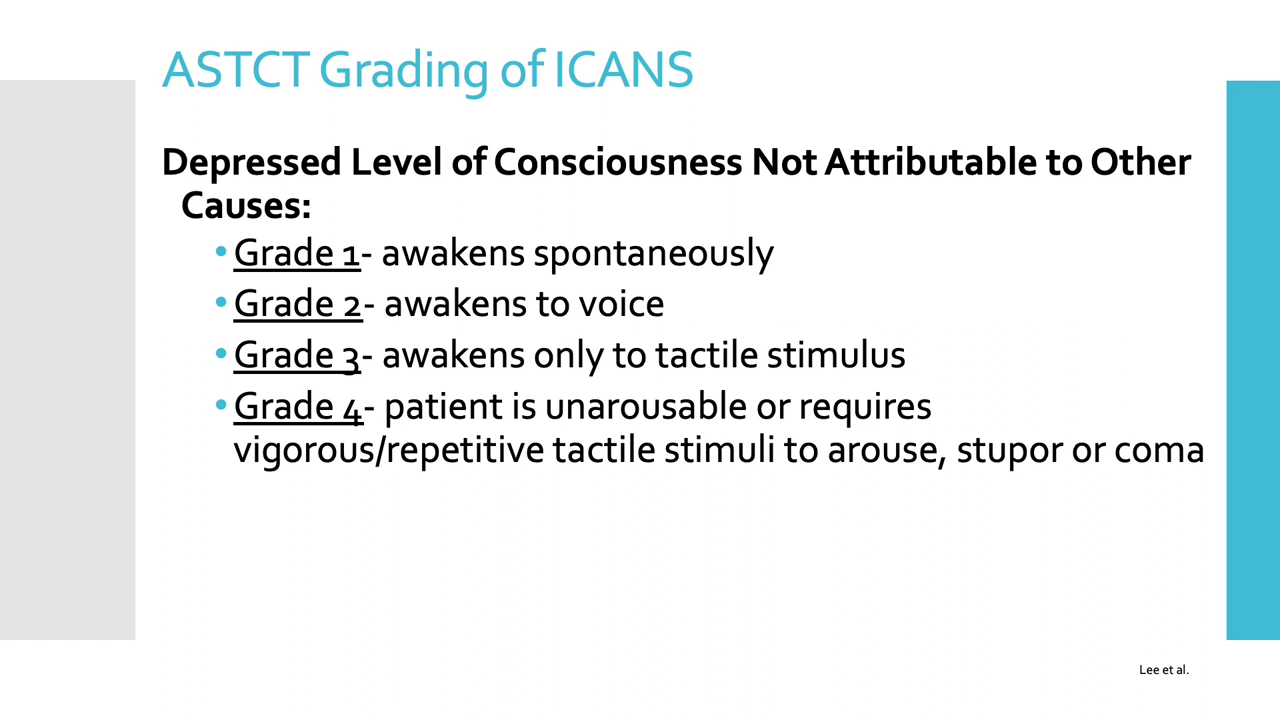 ASTCT Grading of ICANS
Depressed Level of Consciousness Not Attributable to Other
Causes:
• Grade 1- awakens spontaneously
• Grade 2- awakens to voice
• Grade 3- awakens only to tactile stimulus
• Grade 4- patient is unarousable or requires
vigorous/repetitive tactile stimuli to arouse, stupor or coma
Lee et al.